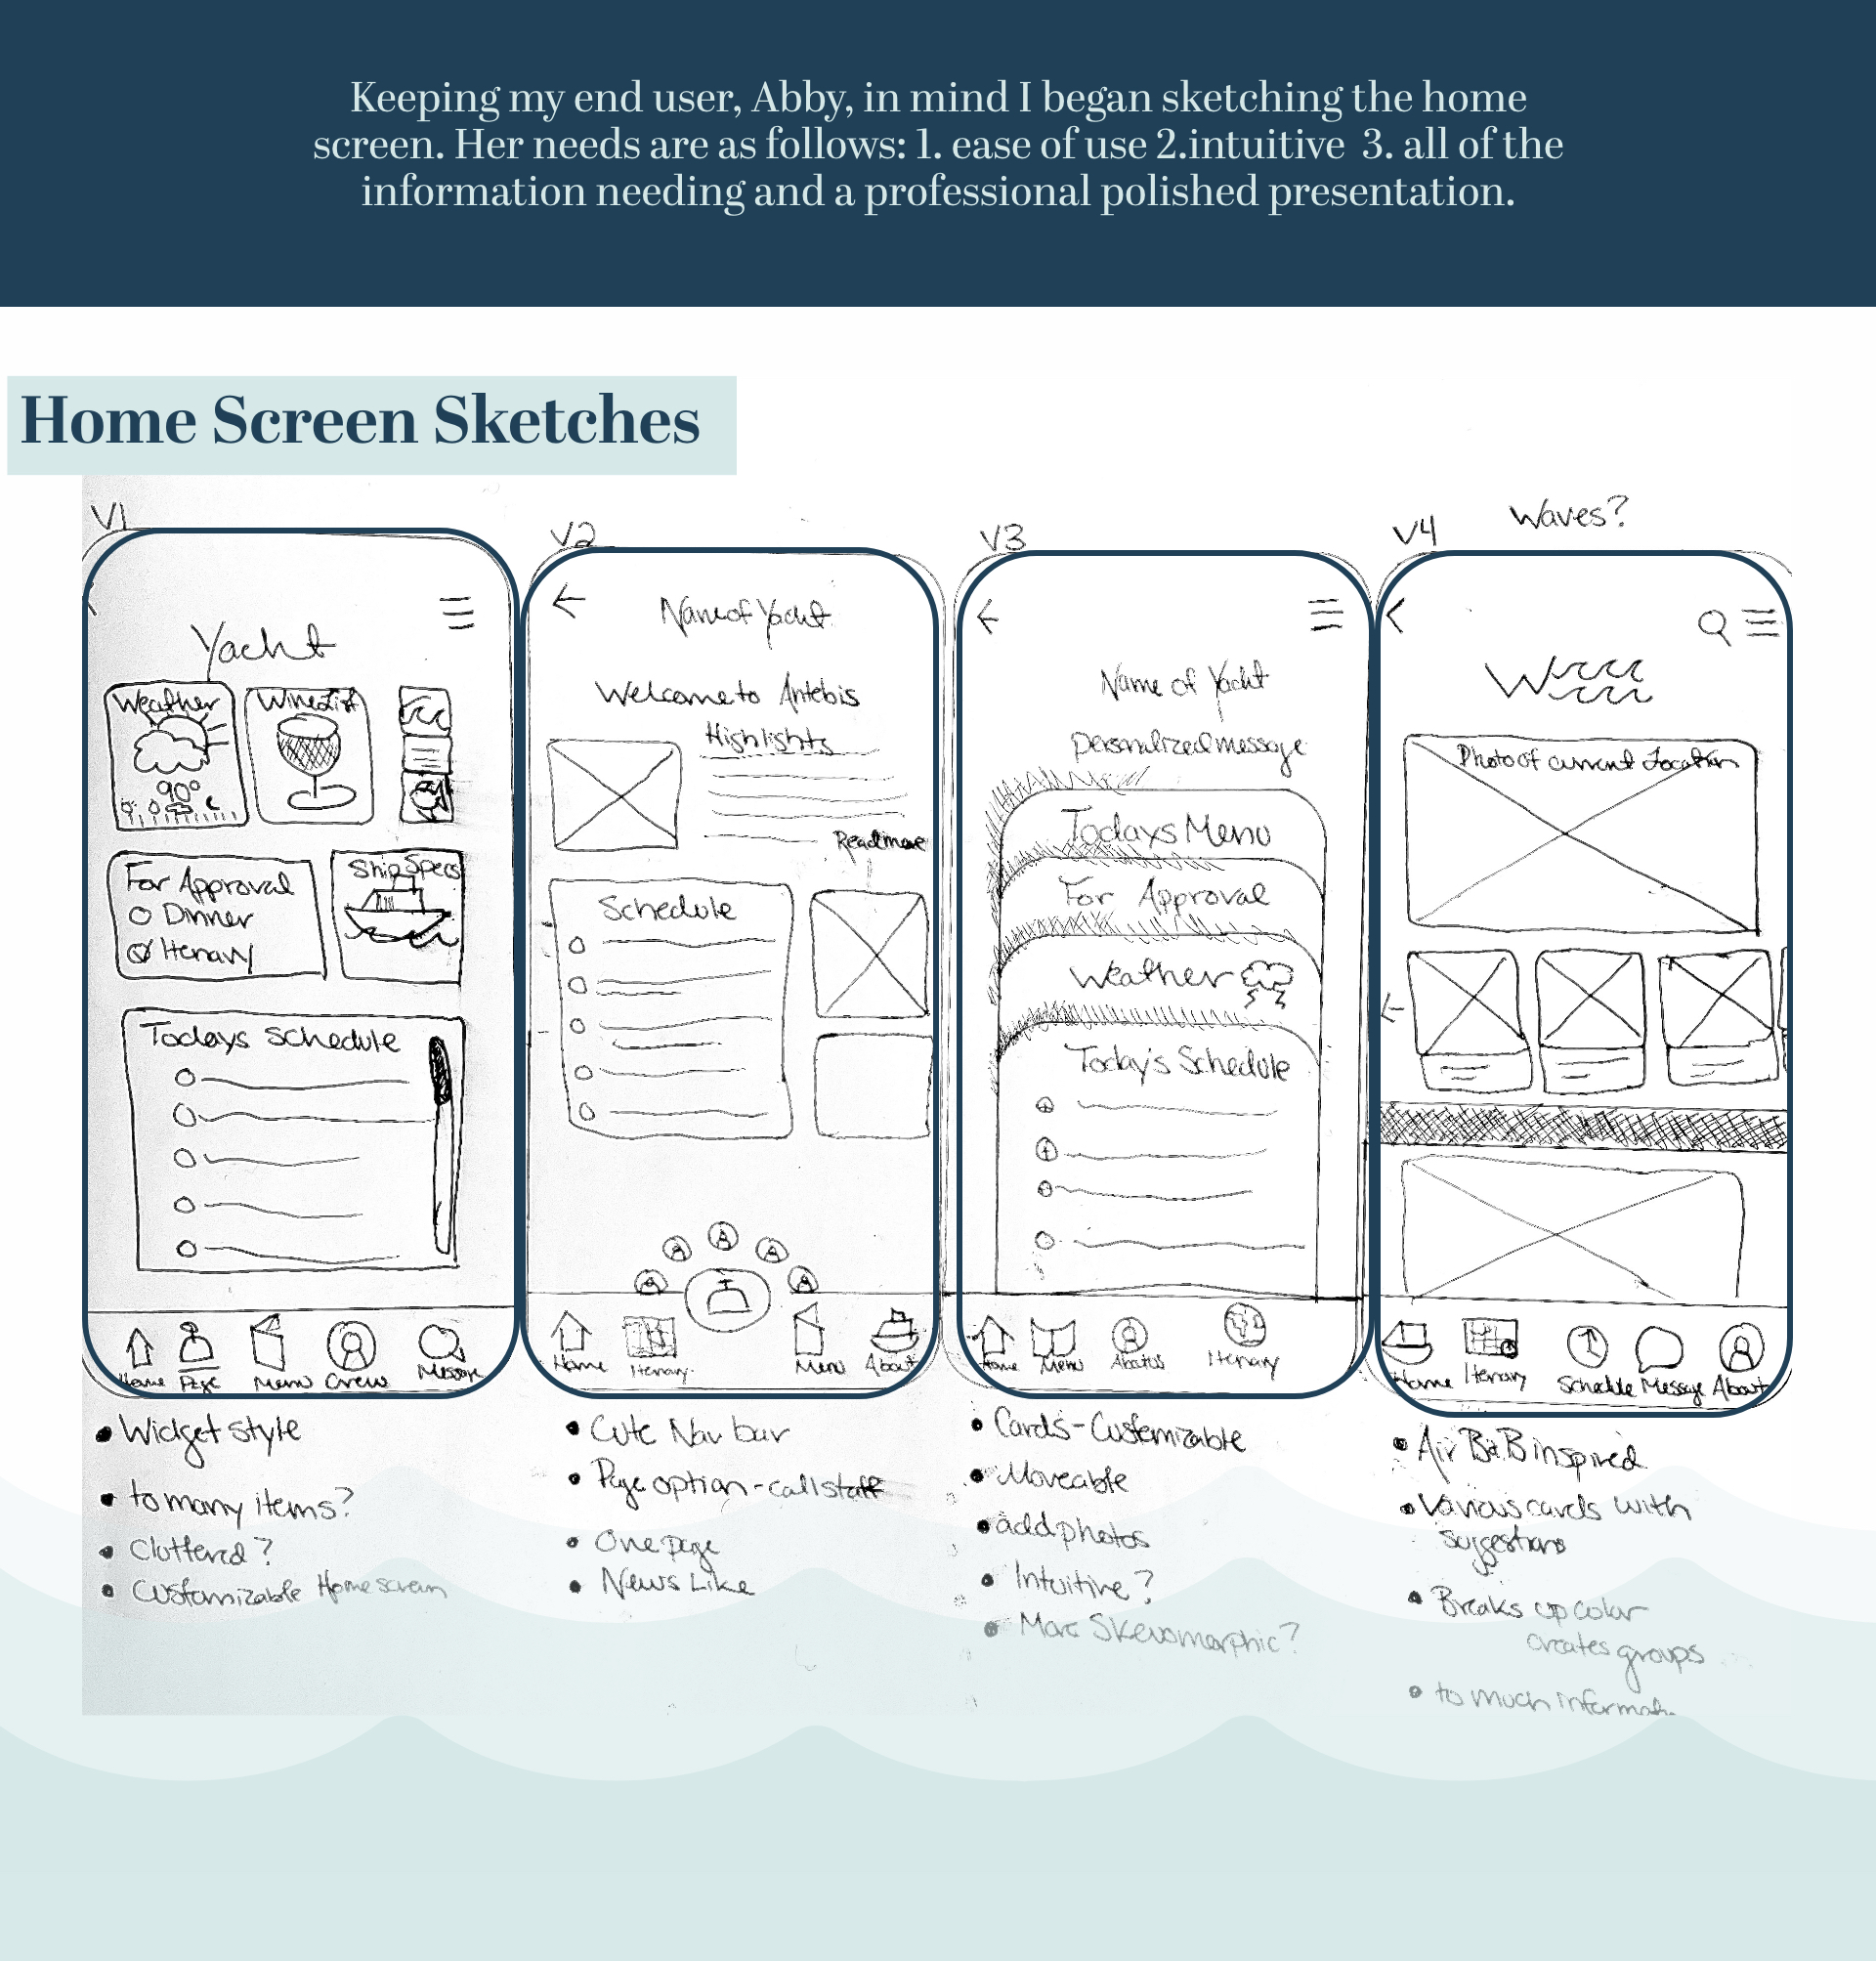 Keeping my end user, Abby, in mind I began sketching the home
screen. Her needs are as follows: 1. ease of use 2.intuitive 3. all of the
information needing and a professional polished presentation.
Home Screen Sketches
V1
Yacht
Weather
90°
Wine List
For Approval
Dinner
Itenary
Ship Specs
Todays Schedule
Home Page Menu Crew Message
• Widget style
• to many items?
• Cluttered?
• Customizable Home screen
V2
Name of Yacht
Welcome to Antebis
Highlights
Read more
Schedule
Home Itenary Menu About
• Cute Nav bar
• Page option - call staff
• One page
• News Like
V3
Name of Yacht
personalized message
Todays Menu
For Approval
Weather
Today's Schedule
Home Menu About us Itenary
• Cards - Customizable
• Moveable
• add photos
• Intuitive?
• More Skeuomorphic?
V4 Waves?
Photo of current Location
Home Itenary Schedule Message About
• Air B&B inspired
• Various cards with
suggestions
• Breaks up color
creates groups
• to much informat